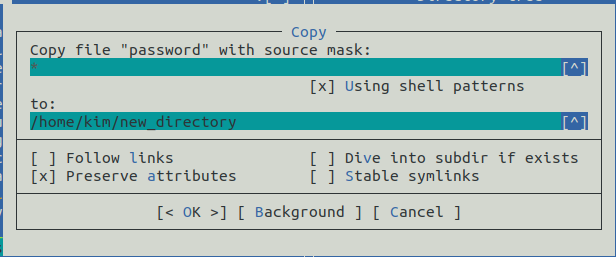 Copy
Copy file "password" with source mask:
* [^]
[x] Using shell patterns
to:
/home/kim/new_directory [^]
[ ] Follow links [ ] Dive into subdir if exists
[x] Preserve attributes [ ] Stable symlinks
[< OK >] [ Background ] [ Cancel ]